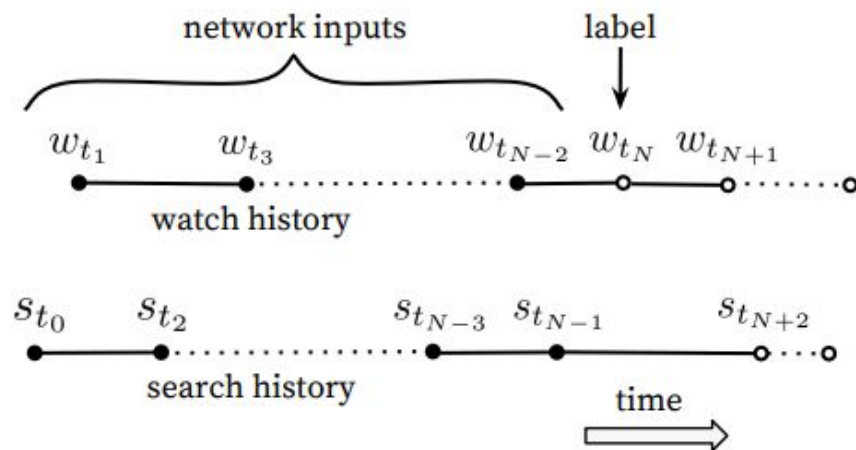 network inputs label
w_{t_1} w_{t_3} w_{t_{N-2}} w_{t_N} w_{t_{N+1}}
watch history
s_{t_0} s_{t_2} s_{t_{N-3}} s_{t_{N-1}} s_{t_{N+2}}
search history
time